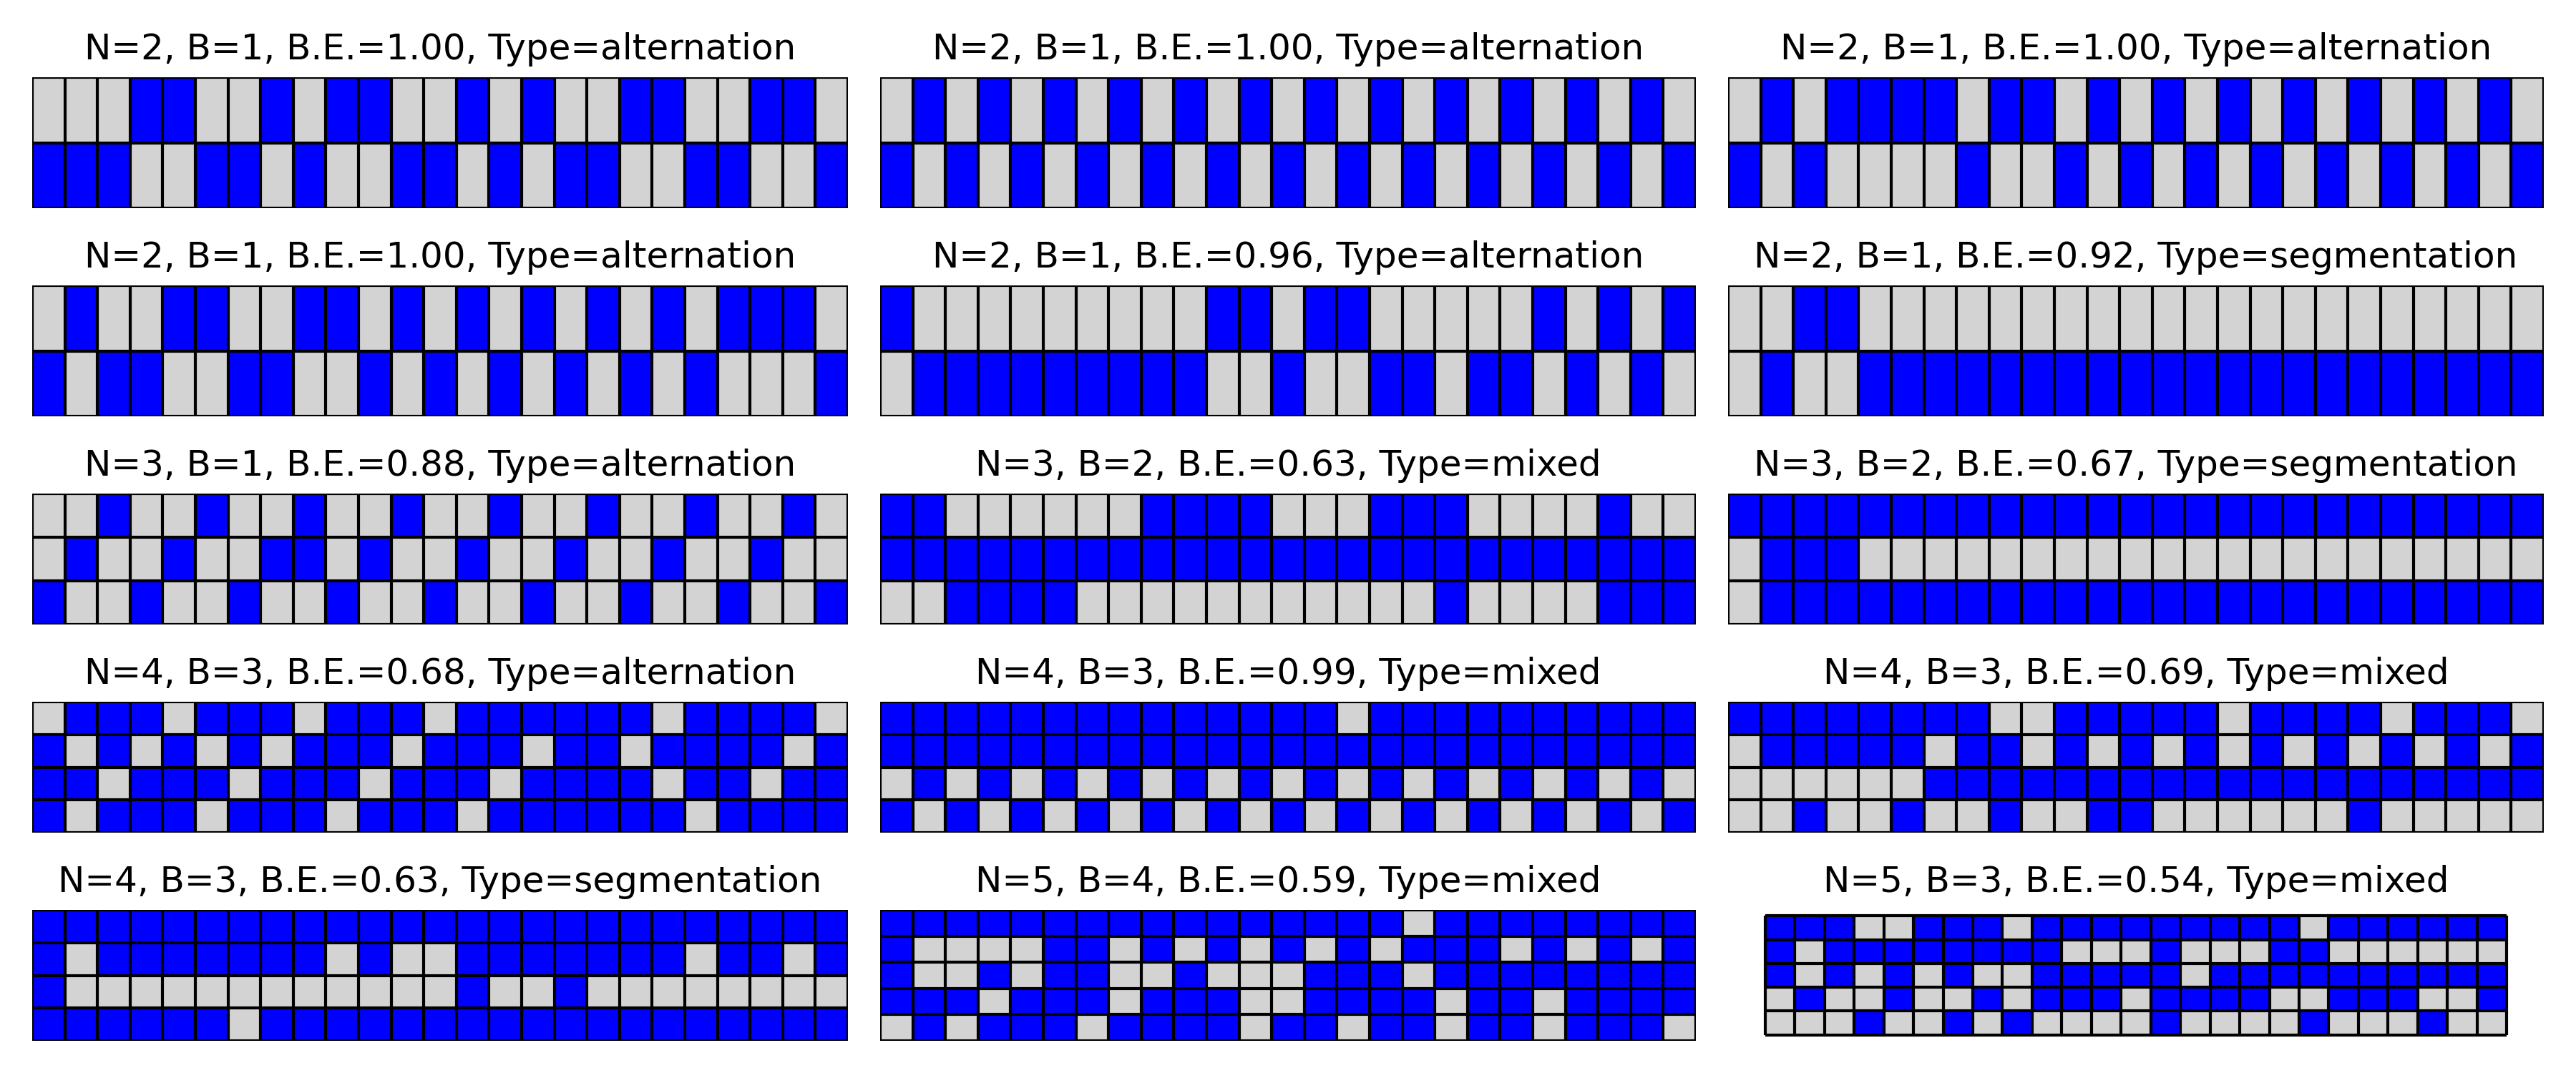 N=2, B=1, B.E.=1.00, Type=alternation
N=2, B=1, B.E.=1.00, Type=alternation
N=2, B=1, B.E.=1.00, Type=alternation
N=2, B=1, B.E.=1.00, Type=alternation
N=2, B=1, B.E.=0.96, Type=alternation
N=2, B=1, B.E.=0.92, Type=segmentation
N=3, B=1, B.E.=0.88, Type=alternation
N=3, B=2, B.E.=0.63, Type=mixed
N=3, B=2, B.E.=0.67, Type=segmentation
N=4, B=3, B.E.=0.68, Type=alternation
N=4, B=3, B.E.=0.99, Type=mixed
N=4, B=3, B.E.=0.69, Type=mixed
N=4, B=3, B.E.=0.63, Type=segmentation
N=5, B=4, B.E.=0.59, Type=mixed
N=5, B=3, B.E.=0.54, Type=mixed